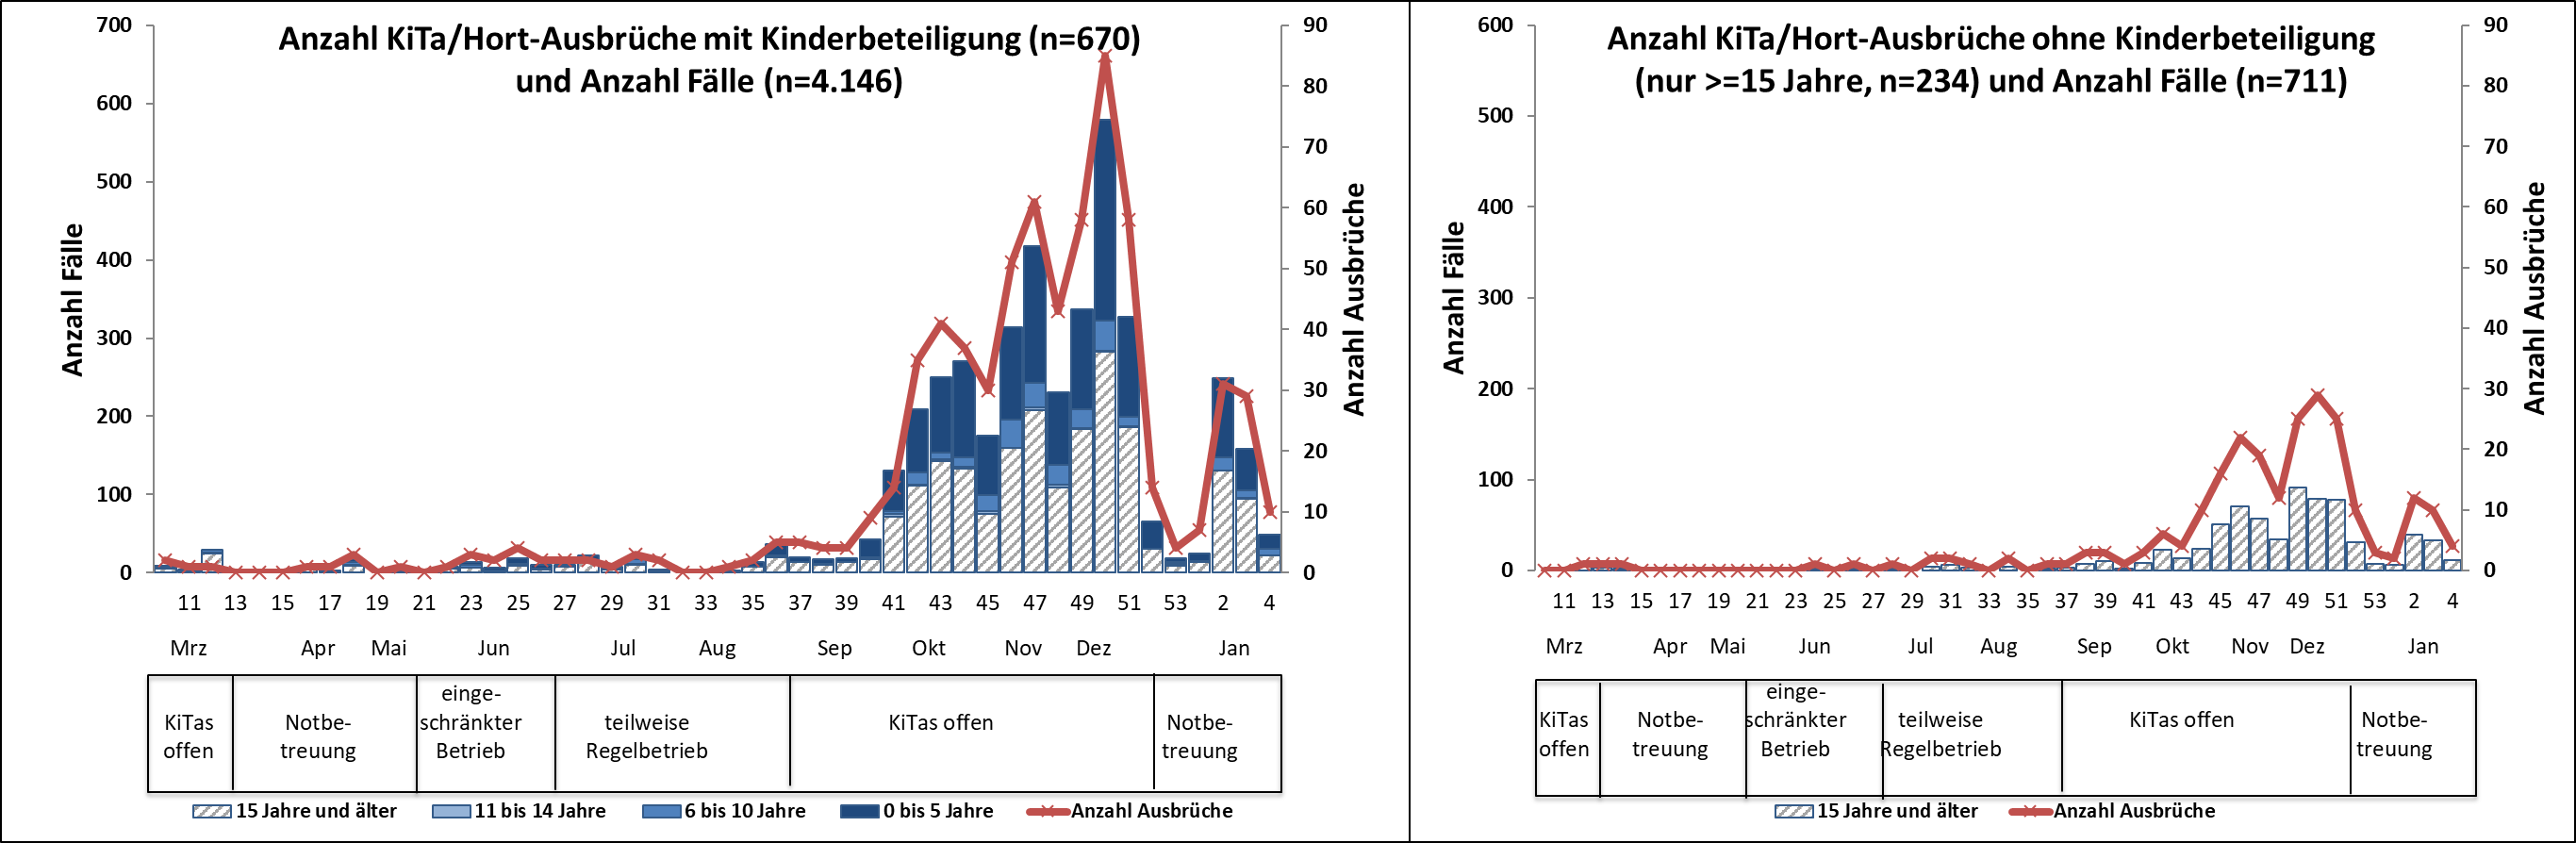 Anzahl KiTa/Hort-Ausbrüche mit Kinderbeteiligung (n=670)
und Anzahl Fälle (n=4.146)
Anzahl Fälle
700
600
500
400
300
200
100
0
Anzahl Ausbrüche
90
80
70
60
50
40
30
20
10
0
11 13 15 17 19 21 23 25 27 29 31 33 35 37 39 41 43 45 47 49 51 53 2 4
Mrz Apr Mai Jun Jul Aug Sep Okt Nov Dez Jan
KiTas
offen
Notbe-
treuung
einge-
schränkter
Betrieb
teilweise
Regelbetrieb
KiTas offen
Notbe-
treuung
15 Jahre und älter 11 bis 14 Jahre 6 bis 10 Jahre 0 bis 5 Jahre Anzahl Ausbrüche
Anzahl KiTa/Hort-Ausbrüche ohne Kinderbeteiligung
(nur >=15 Jahre, n=234) und Anzahl Fälle (n=711)
Anzahl Fälle
600
500
400
300
200
100
0
Anzahl Ausbrüche
90
80
70
60
50
40
30
20
10
0
11 13 15 17 19 21 23 25 27 29 31 33 35 37 39 41 43 45 47 49 51 53 2 4
Mrz Apr Mai Jun Jul Aug Sep Okt Nov Dez Jan
KiTas
offen
Notbe-
treuung
einge-
schränkter
Betrieb
teilweise
Regelbetrieb
KiTas offen
Notbe-
treuung
15 Jahre und älter Anzahl Ausbrüche